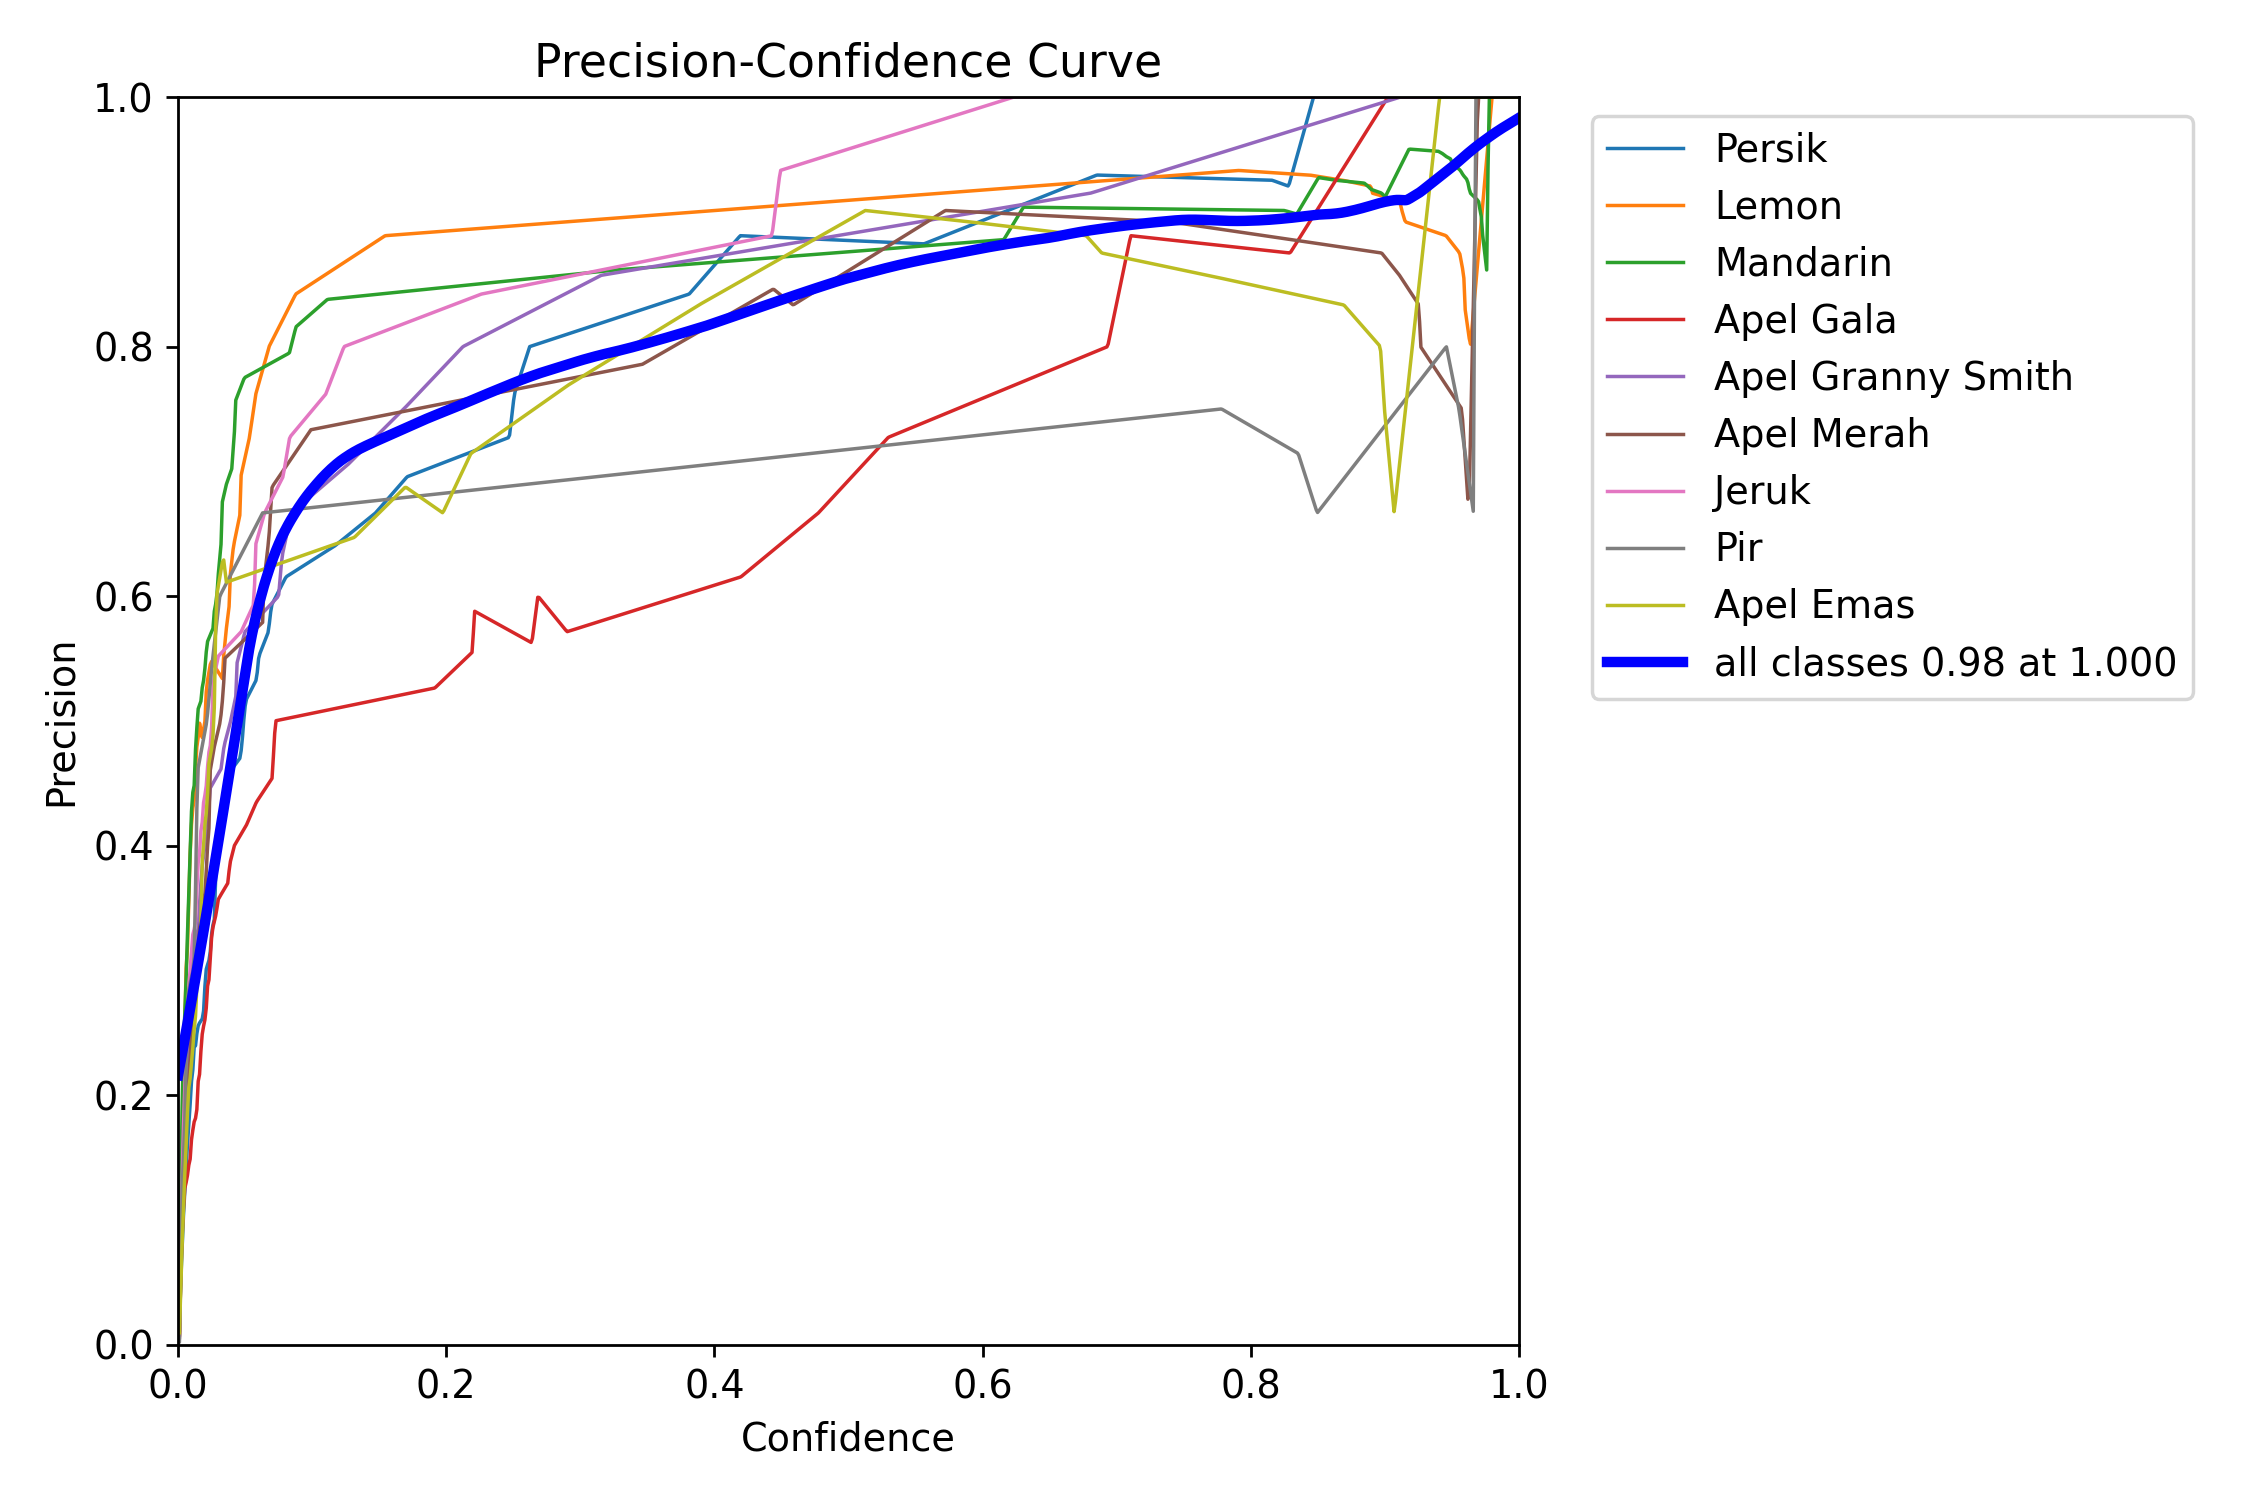 Precision-Confidence Curve
1.0
0.8
0.6
0.4
0.2
0.0
Precision
0.0 0.2 0.4 0.6 0.8 1.0
Confidence
Persik
Lemon
Mandarin
Apel Gala
Apel Granny Smith
Apel Merah
Jeruk
Pir
Apel Emas
all classes 0.98 at 1.000